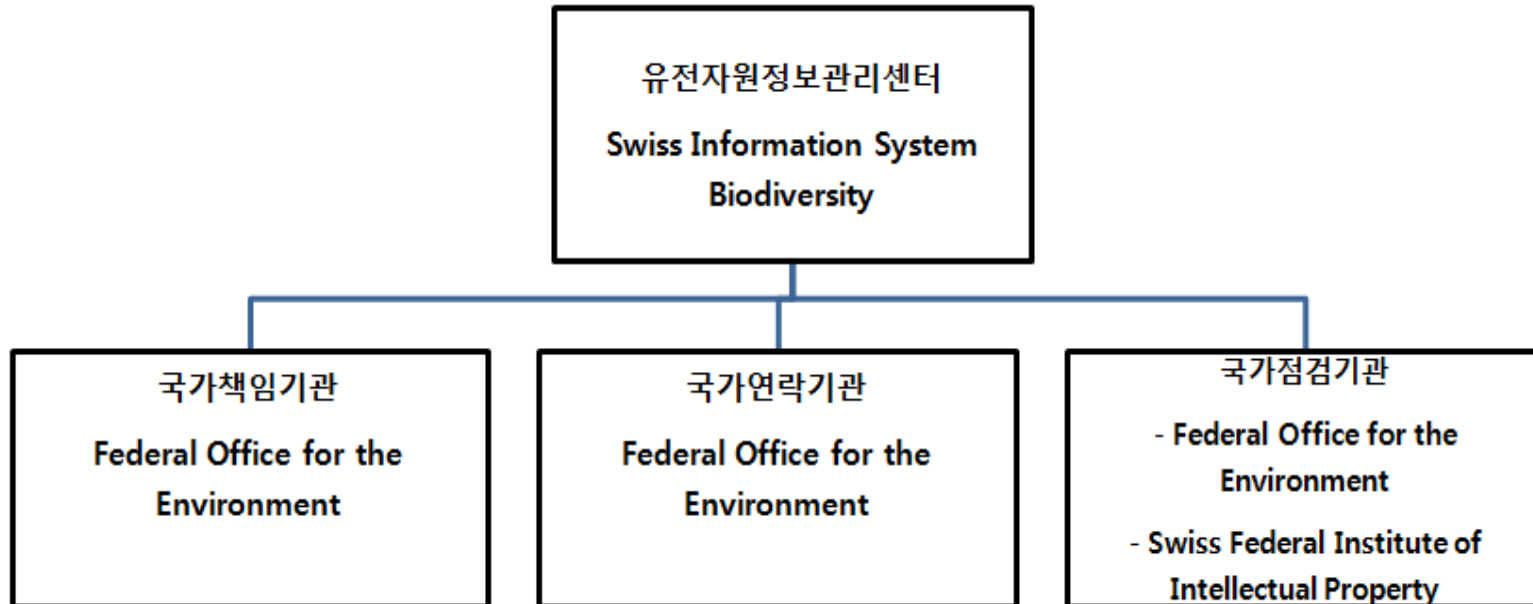 유전자원정보관리센터
Swiss Information System
Biodiversity
국가책임기관
Federal Office for the
Environment
국가연락기관
Federal Office for the
Environment
국가점검기관
- Federal Office for the
Environment
- Swiss Federal Institute of
Intellectual Property